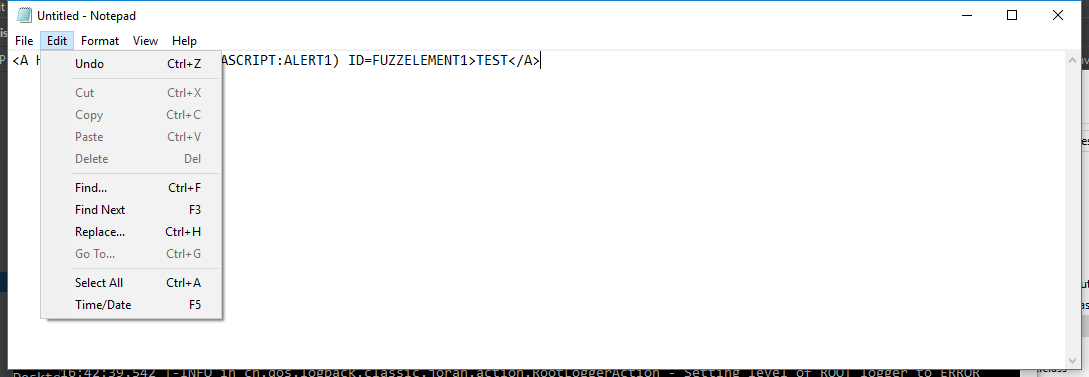 Untitled - Notepad
File Edit Format View Help
<A H ASCRIPT:ALERT1) ID=FUZZELEMENT1>TEST</A>
Undo Ctrl+Z
Cut Ctrl+X
Copy Ctrl+C
Paste Ctrl+V
Delete Del
Find... Ctrl+F
Find Next F3
Replace... Ctrl+H
Go To... Ctrl+G
Select All Ctrl+A
Time/Date F5
16:42:39.542 |-INFO in ch.qos.logback.classic.joran.action.RootLoggerAction - Setting level of ROOT logger to ERROR